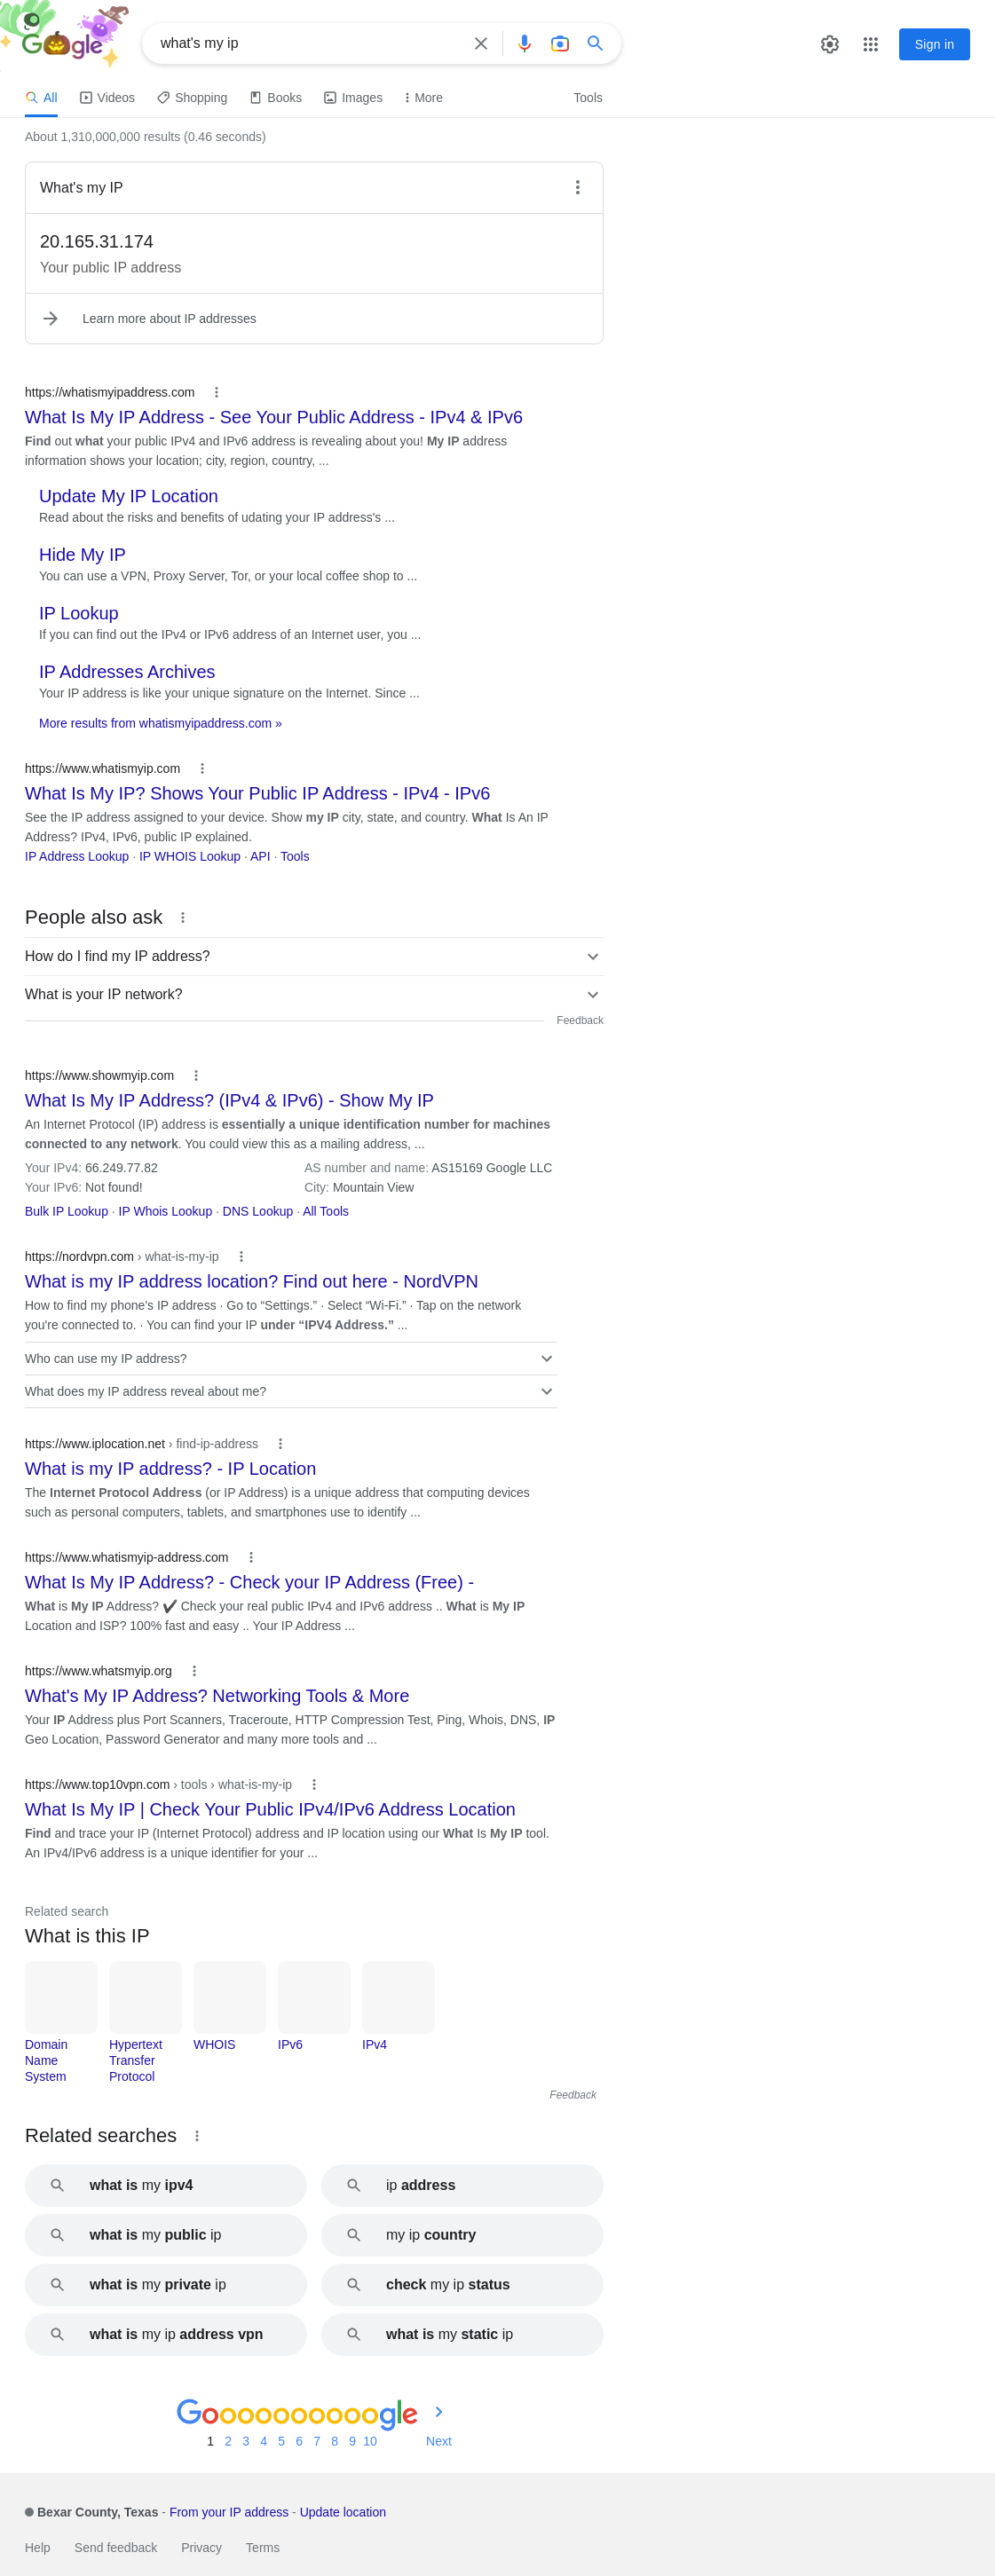 Google
what's my ip
Sign in
All
Videos
Shopping
Books
Images
More
Tools
About 1,310,000,000 results (0.46 seconds)
What's my IP
20.165.31.174
Your public IP address
Learn more about IP addresses
https://whatismyipaddress.com
What Is My IP Address - See Your Public Address - IPv4 & IPv6
Find out what your public IPv4 and IPv6 address is revealing about you! My IP address
information shows your location; city, region, country, ...
Update My IP Location
Read about the risks and benefits of udating your IP address's ...
Hide My IP
You can use a VPN, Proxy Server, Tor, or your local coffee shop to ...
IP Lookup
If you can find out the IPv4 or IPv6 address of an Internet user, you ...
IP Addresses Archives
Your IP address is like your unique signature on the Internet. Since ...
More results from whatismyipaddress.com »
https://www.whatismyip.com
What Is My IP? Shows Your Public IP Address - IPv4 - IPv6
See the IP address assigned to your device. Show my IP city, state, and country. What Is An IP
Address? IPv4, IPv6, public IP explained.
IP Address Lookup · IP WHOIS Lookup · API · Tools
People also ask
How do I find my IP address?
What is your IP network?
Feedback
https://www.showmyip.com
What Is My IP Address? (IPv4 & IPv6) - Show My IP
An Internet Protocol (IP) address is essentially a unique identification number for machines
connected to any network. You could view this as a mailing address, ...
Your IPv4: 66.249.77.82
AS number and name: AS15169 Google LLC
Your IPv6: Not found!
City: Mountain View
Bulk IP Lookup · IP Whois Lookup · DNS Lookup · All Tools
https://nordvpn.com › what-is-my-ip
What is my IP address location? Find out here - NordVPN
How to find my phone's IP address · Go to “Settings.” · Select “Wi-Fi.” · Tap on the network
you're connected to. · You can find your IP under “IPV4 Address.” ...
Who can use my IP address?
What does my IP address reveal about me?
https://www.iplocation.net › find-ip-address
What is my IP address? - IP Location
The Internet Protocol Address (or IP Address) is a unique address that computing devices
such as personal computers, tablets, and smartphones use to identify ...
https://www.whatismyip-address.com
What Is My IP Address? - Check your IP Address (Free) -
What is My IP Address? ✔️ Check your real public IPv4 and IPv6 address .. What is My IP
Location and ISP? 100% fast and easy .. Your IP Address ...
https://www.whatsmyip.org
What's My IP Address? Networking Tools & More
Your IP Address plus Port Scanners, Traceroute, HTTP Compression Test, Ping, Whois, DNS, IP
Geo Location, Password Generator and many more tools and ...
https://www.top10vpn.com › tools › what-is-my-ip
What Is My IP | Check Your Public IPv4/IPv6 Address Location
Find and trace your IP (Internet Protocol) address and IP location using our What Is My IP tool.
An IPv4/IPv6 address is a unique identifier for your ...
Related search
What is this IP
Domain
Name
System
Hypertext
Transfer
Protocol
WHOIS
IPv6
IPv4
Feedback
Related searches
what is my ipv4
ip address
what is my public ip
my ip country
what is my private ip
check my ip status
what is my ip address vpn
what is my static ip
Goooooooooogle
1 2 3 4 5 6 7 8 9 10 Next
Bexar County, Texas - From your IP address - Update location
Help Send feedback Privacy Terms